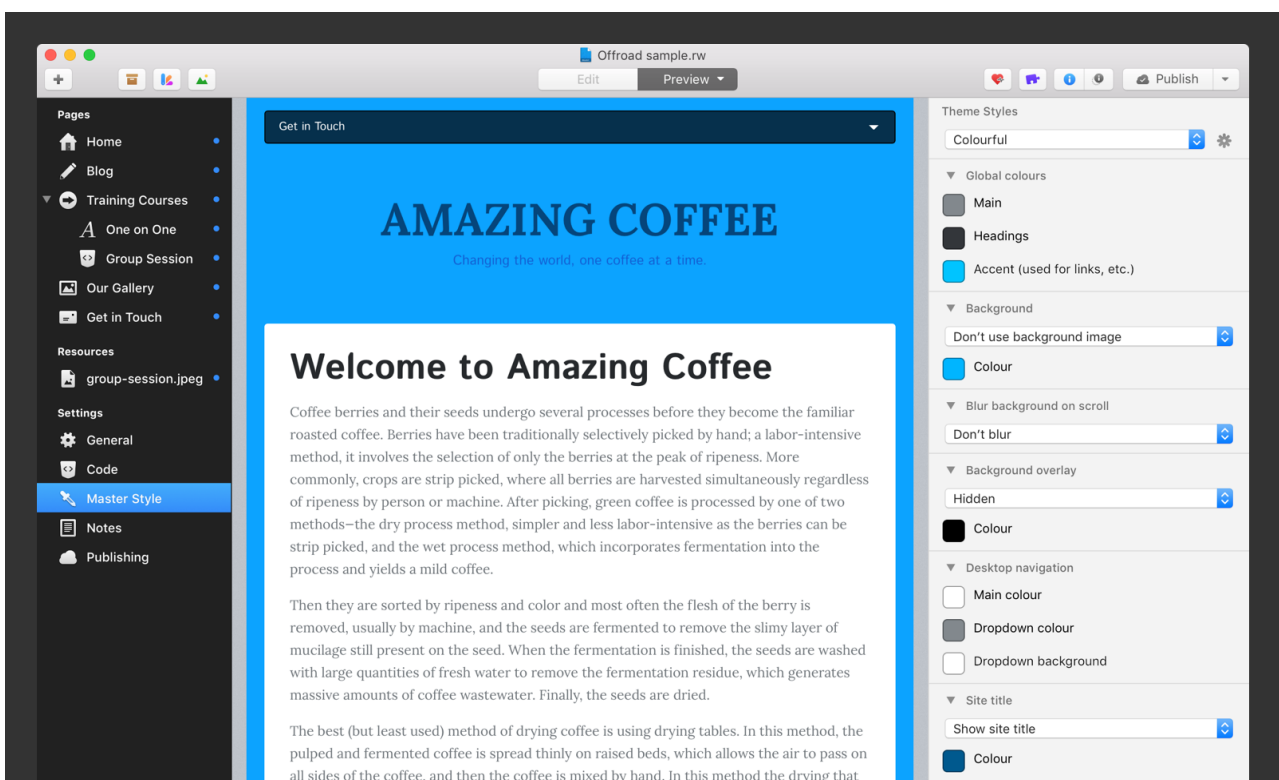 Offroad sample.rw
Edit
Preview
Publish
Pages
Home
Blog
Training Courses
One on One
Group Session
Our Gallery
Get in Touch
Resources
group-session.jpeg
Settings
General
Code
Master Style
Notes
Publishing
Get in Touch
AMAZING COFFEE
Changing the world, one coffee at a time.
Welcome to Amazing Coffee
Coffee berries and their seeds undergo several processes before they become the familiar
roasted coffee. Berries have been traditionally selectively picked by hand; a labor-intensive
method, it involves the selection of only the berries at the peak of ripeness. More
commonly, crops are strip picked, where all berries are harvested simultaneously regardless
of ripeness by person or machine. After picking, green coffee is processed by one of two
methods—the dry process method, simpler and less labor-intensive as the berries can be
strip picked, and the wet process method, which incorporates fermentation into the
process and yields a mild coffee.
Then they are sorted by ripeness and color and most often the flesh of the berry is
removed, usually by machine, and the seeds are fermented to remove the slimy layer of
mucilage still present on the seed. When the fermentation is finished, the seeds are washed
with large quantities of fresh water to remove the fermentation residue, which generates
massive amounts of coffee wastewater. Finally, the seeds are dried.
The best (but least used) method of drying coffee is using drying tables. In this method, the
pulped and fermented coffee is spread thinly on raised beds, which allows the air to pass on
all sides of the coffee, and then the coffee is mixed by hand. In this method the drying that
Theme Styles
Colourful
Global colours
Main
Headings
Accent (used for links, etc.)
Background
Don't use background image
Colour
Blur background on scroll
Don't blur
Background overlay
Hidden
Colour
Desktop navigation
Main colour
Dropdown colour
Dropdown background
Site title
Show site title
Colour